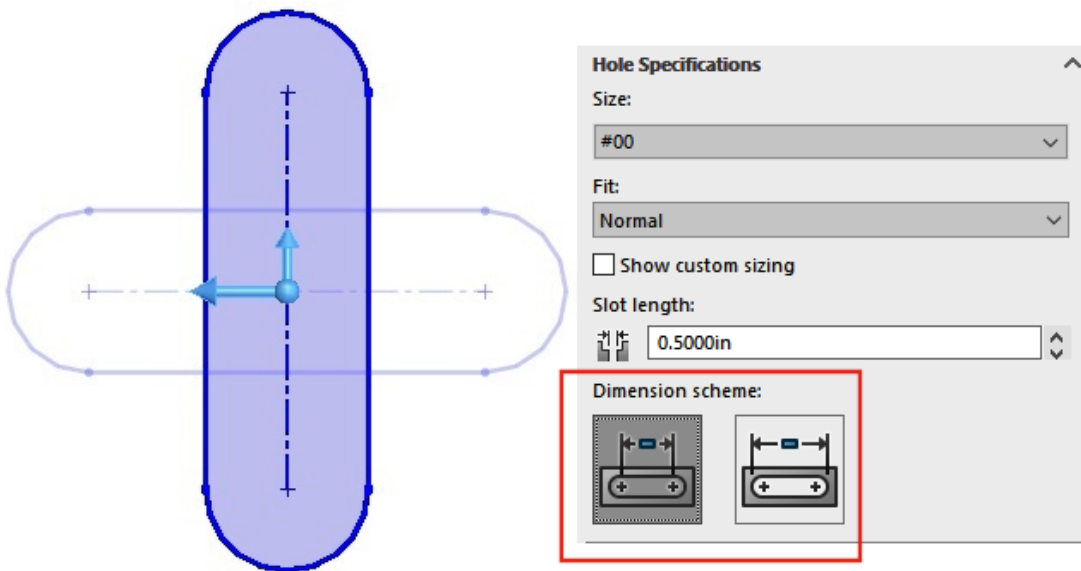 Hole Specifications
Size:
#00
Fit:
Normal
Show custom sizing
Slot length:
0.5000in
Dimension scheme: